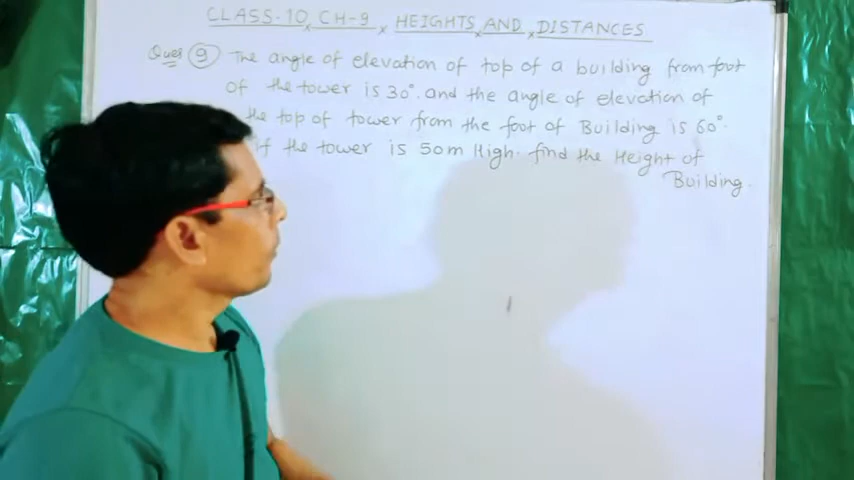 CLASS-10, CH-9, HEIGHTS AND DISTANCES
Ques 9 The angle of elevation of top of a building from foot
of the tower is 30°. and the angle of elevation of
the top of tower from the foot of Building is 60°.
if the tower is 50m High. find the Height of
Building.